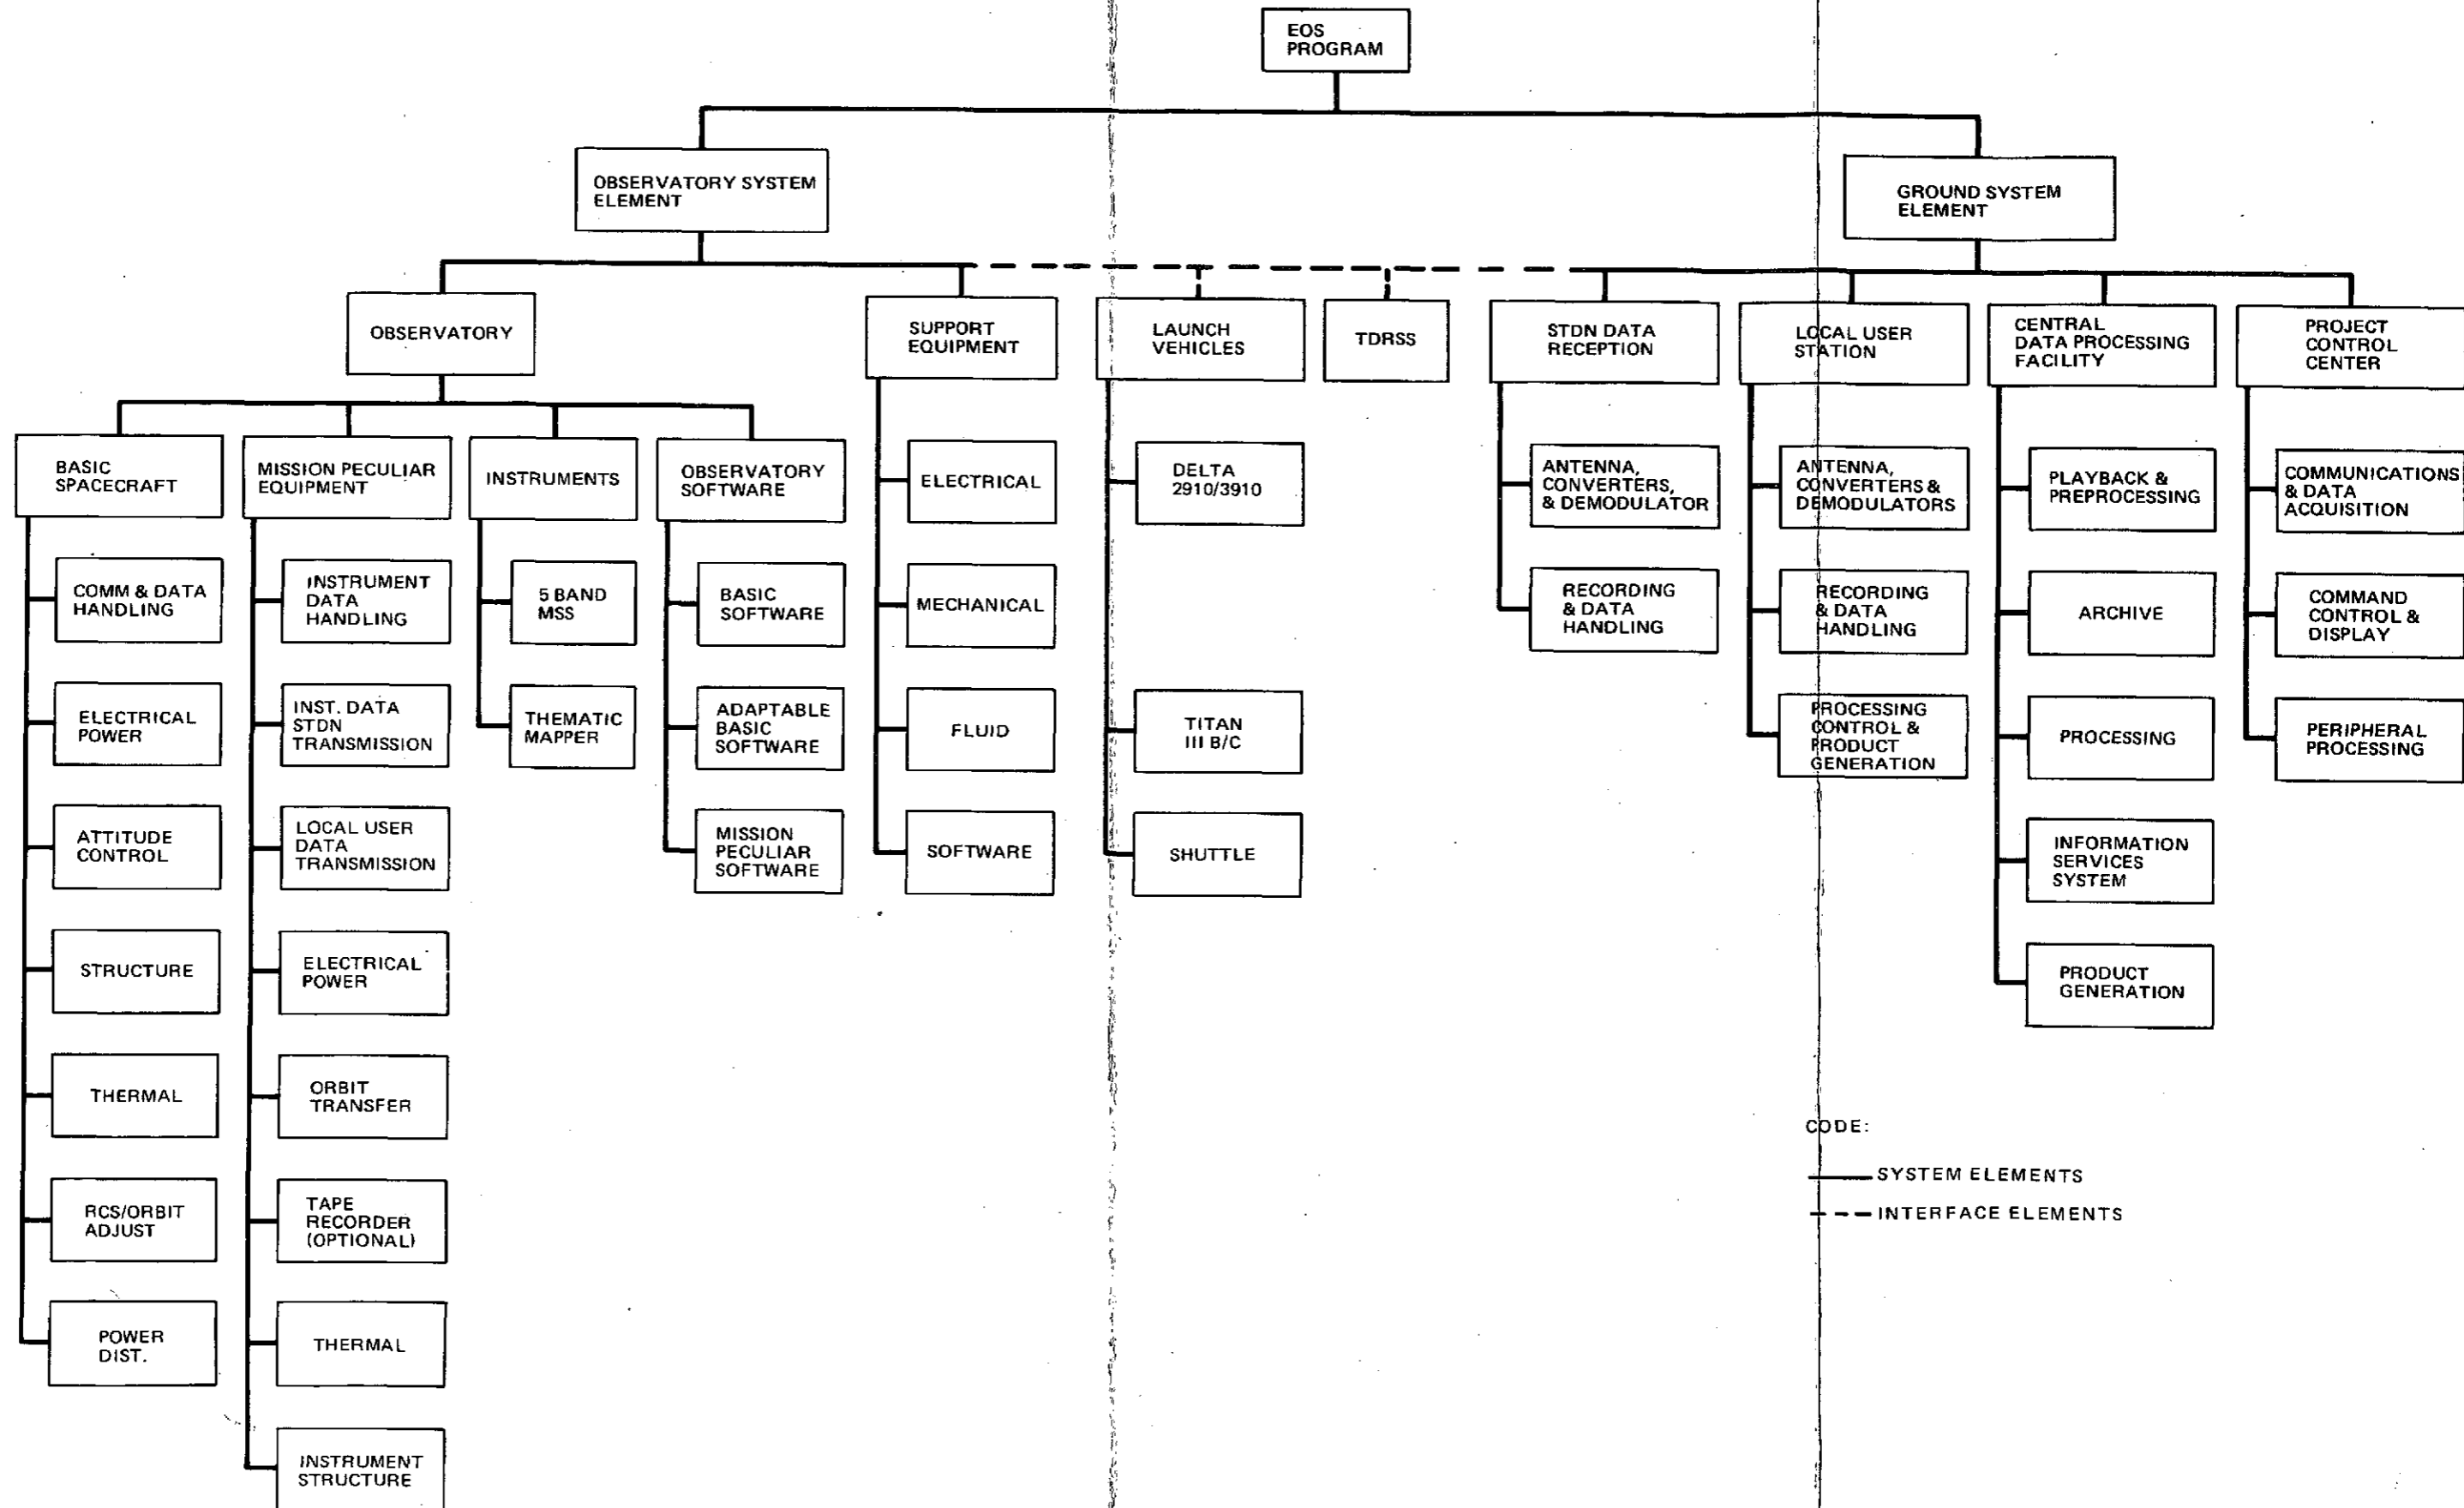 EOS
PROGRAM
OBSERVATORY SYSTEM
ELEMENT
GROUND SYSTEM
ELEMENT
OBSERVATORY
SUPPORT
EQUIPMENT
LAUNCH
VEHICLES
TDRSS
STDN DATA
RECEPTION
LOCAL USER
STATION
CENTRAL
DATA PROCESSING
FACILITY
PROJECT
CONTROL
CENTER
BASIC
SPACECRAFT
MISSION PECULIAR
EQUIPMENT
INSTRUMENTS
OBSERVATORY
SOFTWARE
COMM & DATA
HANDLING
ELECTRICAL
POWER
ATTITUDE
CONTROL
STRUCTURE
THERMAL
RCS/ORBIT
ADJUST
POWER
DIST.
INSTRUMENT
DATA
HANDLING
INST. DATA
STDN
TRANSMISSION
LOCAL USER
DATA
TRANSMISSION
ELECTRICAL
POWER
ORBIT
TRANSFER
TAPE
RECORDER
(OPTIONAL)
THERMAL
INSTRUMENT
STRUCTURE
5 BAND
MSS
THEMATIC
MAPPER
BASIC
SOFTWARE
ADAPTABLE
BASIC
SOFTWARE
MISSION
PECULIAR
SOFTWARE
ELECTRICAL
MECHANICAL
FLUID
SOFTWARE
DELTA
2910/3910
TITAN
III B/C
SHUTTLE
ANTENNA,
CONVERTERS,
& DEMODULATOR
RECORDING
& DATA
HANDLING
ANTENNA,
CONVERTERS &
DEMODULATORS
RECORDING
& DATA
HANDLING
PROCESSING
CONTROL &
PRODUCT
GENERATION
PLAYBACK &
PREPROCESSING
ARCHIVE
PROCESSING
INFORMATION
SERVICES
SYSTEM
PRODUCT
GENERATION
COMMUNICATIONS
& DATA
ACQUISITION
COMMAND
CONTROL &
DISPLAY
PERIPHERAL
PROCESSING
CODE:
SYSTEM ELEMENTS
INTERFACE ELEMENTS